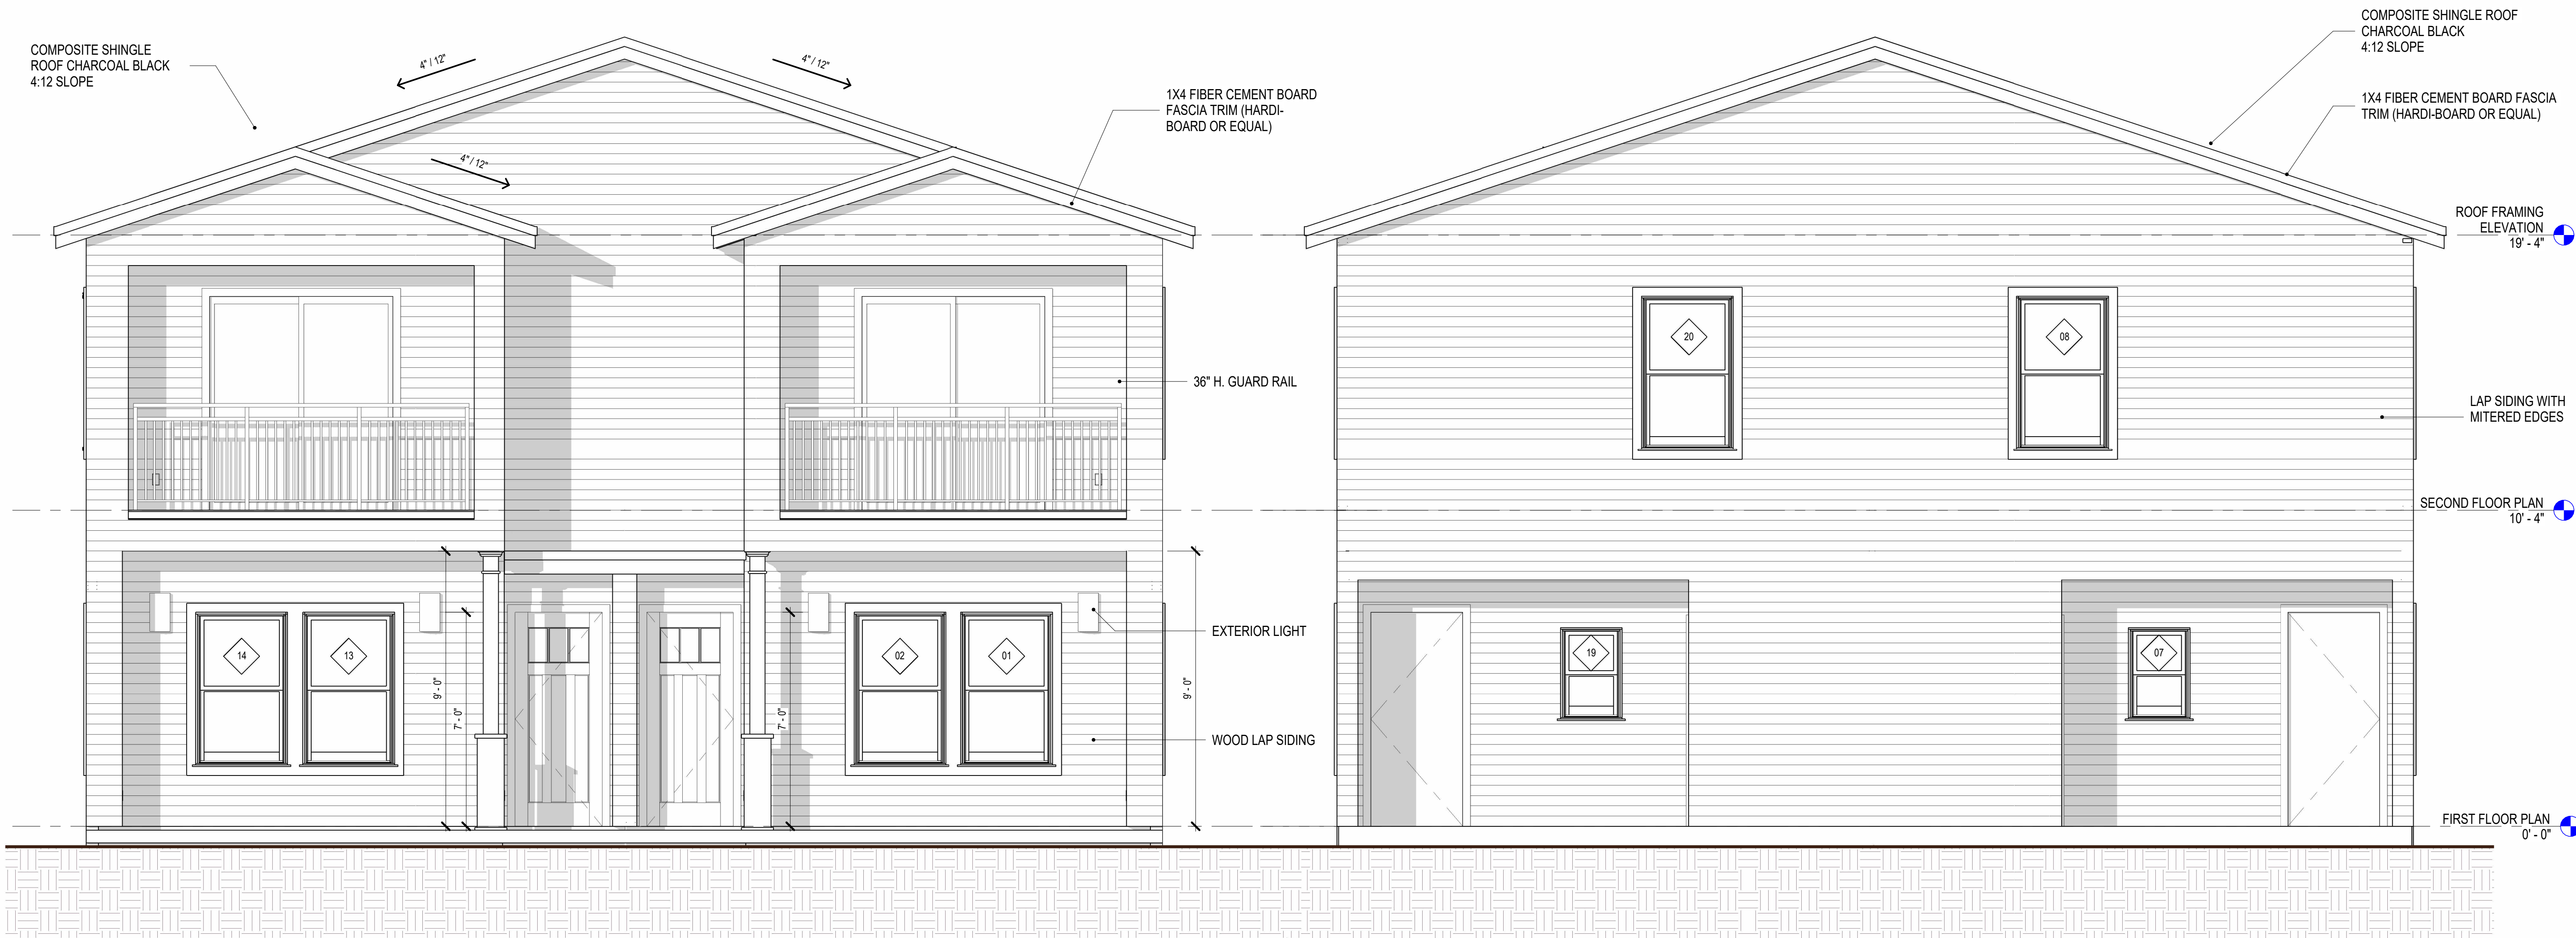 COMPOSITE SHINGLE
ROOF CHARCOAL BLACK
4:12 SLOPE
4" / 12"
4" / 12"
4" / 12"
1X4 FIBER CEMENT BOARD
FASCIA TRIM (HARDI-
BOARD OR EQUAL)
36" H. GUARD RAIL
14
13
9' - 0"
7' - 0"
7' - 0"
02
01
EXTERIOR LIGHT
9' - 0"
WOOD LAP SIDING
COMPOSITE SHINGLE ROOF
CHARCOAL BLACK
4:12 SLOPE
1X4 FIBER CEMENT BOARD FASCIA
TRIM (HARDI-BOARD OR EQUAL)
ROOF FRAMING
ELEVATION
19' - 4"
20
08
LAP SIDING WITH
MITERED EDGES
SECOND FLOOR PLAN
10' - 4"
19
07
FIRST FLOOR PLAN
0' - 0"